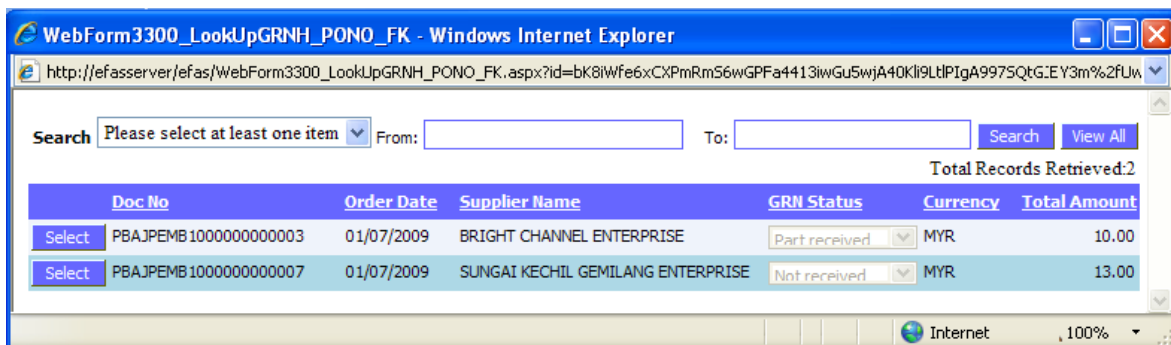 WebForm3300_LookUpGRNH_PONO_FK - Windows Internet Explorer
http://efasserver/efas/WebForm3300_LookUpGRNH_PONO_FK.aspx?id=
Search Please select at least one item From: To: Search View All
Total Records Retrieved:2
Doc No Order Date Supplier Name GRN Status Currency Total Amount
Select PBAJPEMB1000000000003 01/07/2009 BRIGHT CHANNEL ENTERPRISE Part received MYR 10.00
Select PBAJPEMB1000000000007 01/07/2009 SUNGAI KECHIL GEMILANG ENTERPRISE Not received MYR 13.00
Internet 100%